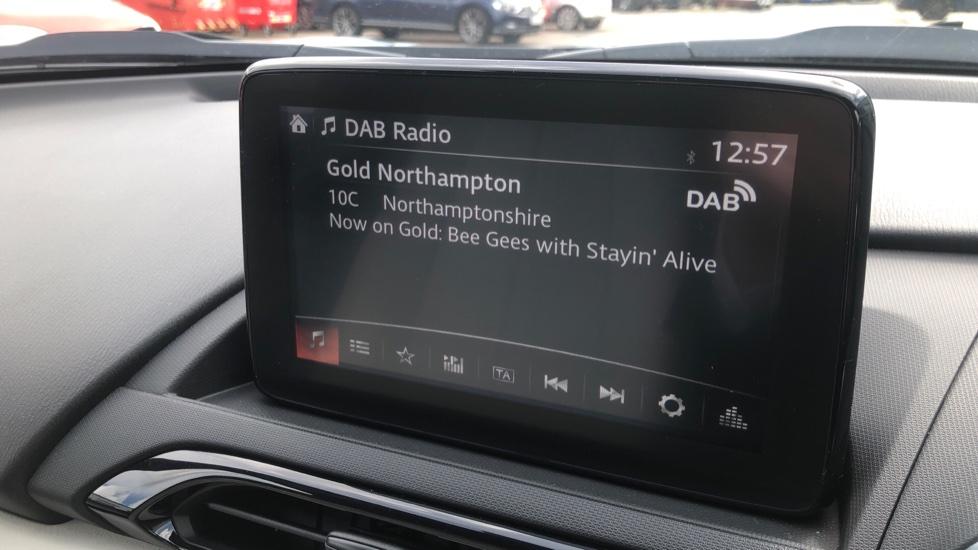 DAB Radio
12:57
Gold Northampton
DAB
10C Northamptonshire
Now on Gold: Bee Gees with Stayin' Alive
TA